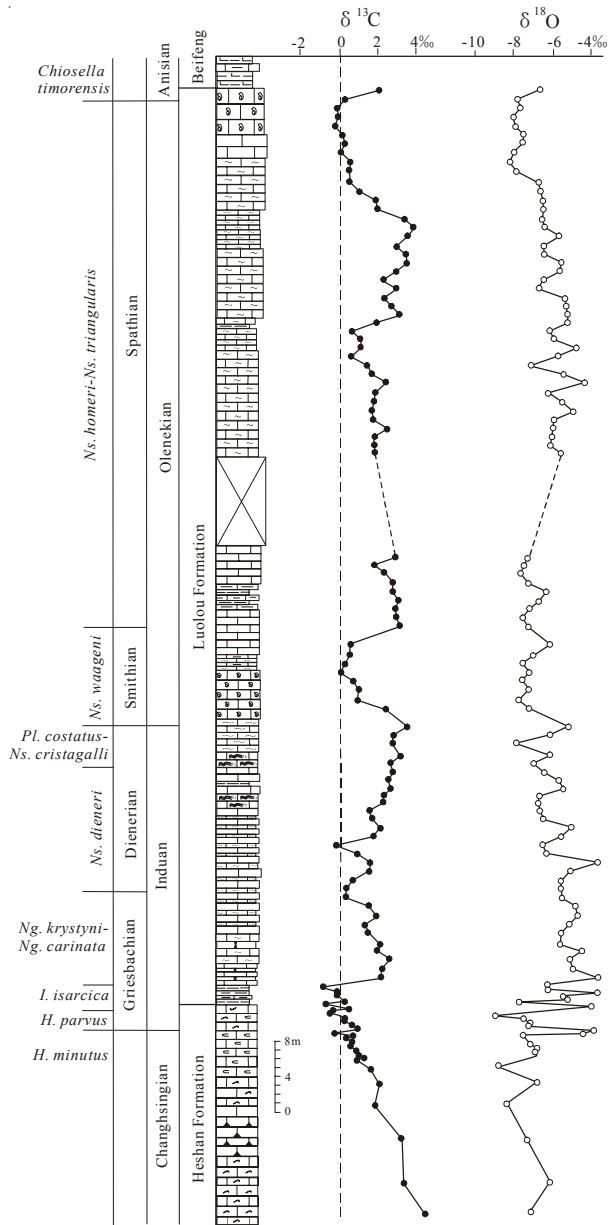 δ 13C
δ 18O
-2 0 2 4‰
-10 -8 -6 -4‰
Chiosella
timorensis
Anisian
Beifeng
Ns. homeri-Ns. triangularis
Spathian
Olenekian
Luolou Formation
Ns. waageni
Smithian
Pl. costatus-
Ns. cristagalli
Ns. dieneri
Dienerian
Induan
Ng. krystyni-
Ng. carinata
Griesbachian
I. isarcica
H. parvus
H. minutus
Changhsingian
Heshan Formation
8m
4
0